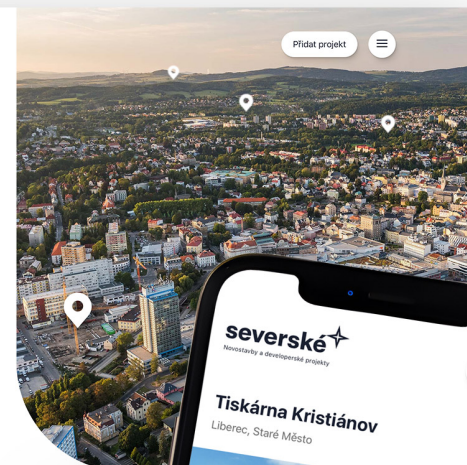 Přidat projekt
severské
Novostavby a developerské projekty
Tiskárna Kristiánov
Liberec, Staré Město